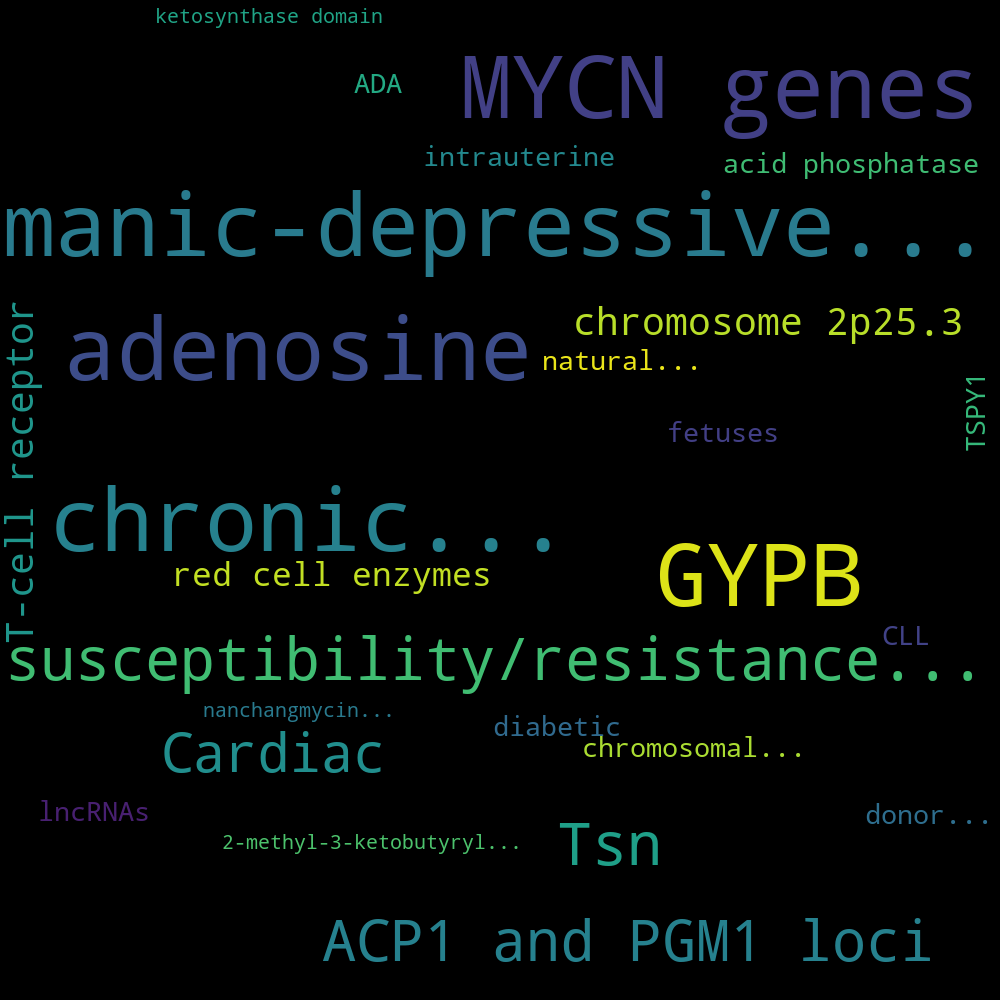 ketosynthase domain
ADA
MYCN genes
intrauterine
acid phosphatase
manic-depressive...
adenosine
chromosome 2p25.3
natural...
T-cell receptor
TSPY1
fetuses
chronic...
red cell enzymes
GYPB
CLL
susceptibility/resistance...
nanchangmycin...
diabetic
Cardiac
chromosomal...
lncRNAs
donor...
2-methyl-3-ketobutyryl...
Tsn
ACP1 and PGM1 loci